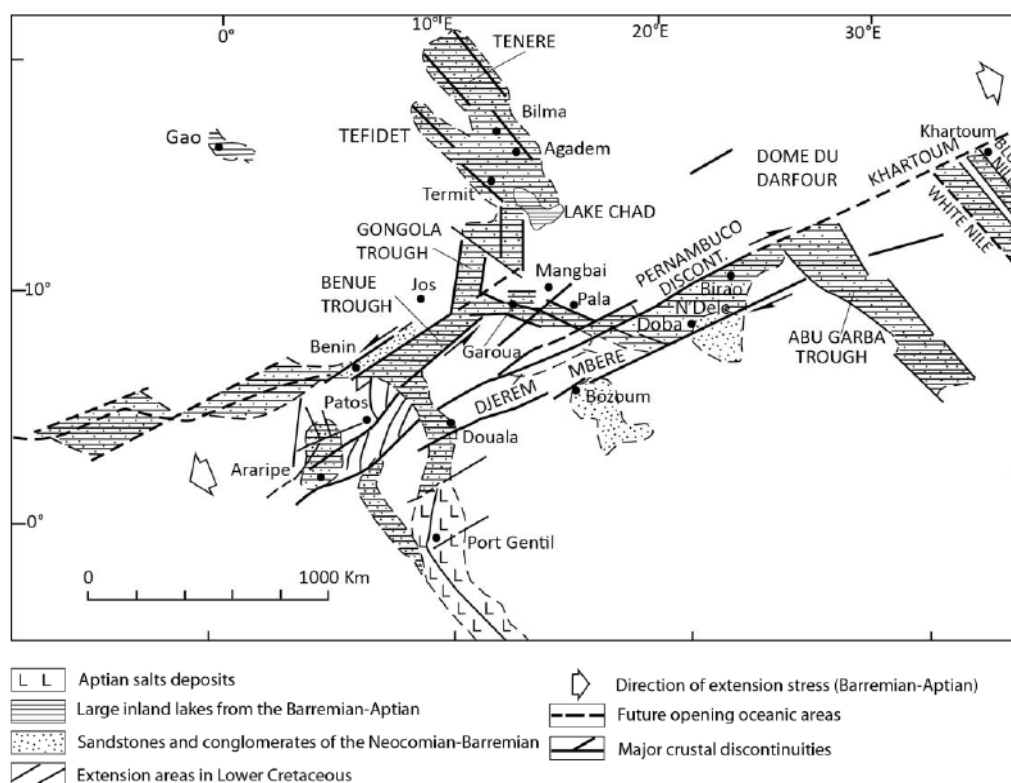 0°
10°E
20°E
30°E
TENERE
Bilma
Gao
TEFIDET
Agadem
Khartoum
DOME DU
DARFOUR
KHARTOUM
BLUE
NILE
WHITE NILE
Termit
LAKE CHAD
GONGOLA
TROUGH
PERNAMBUCO
DISCONT.
BENUE
TROUGH
Jos
Mangbai
10°
Pala
Birao
N'Dele
Doba
ABU GARBA
TROUGH
Benin
Garoua
DJEREM
MBERE
Bozoum
Patos
Douala
Araripe
0°
L L L L L L L L L L L L
Port Gentil
0
1000 Km
L L
Aptian salts deposits
Large inland lakes from the Barremian-Aptian
Sandstones and conglomerates of the Neocomian-Barremian
Extension areas in Lower Cretaceous
Direction of extension stress (Barremian-Aptian)
Future opening oceanic areas
Major crustal discontinuities